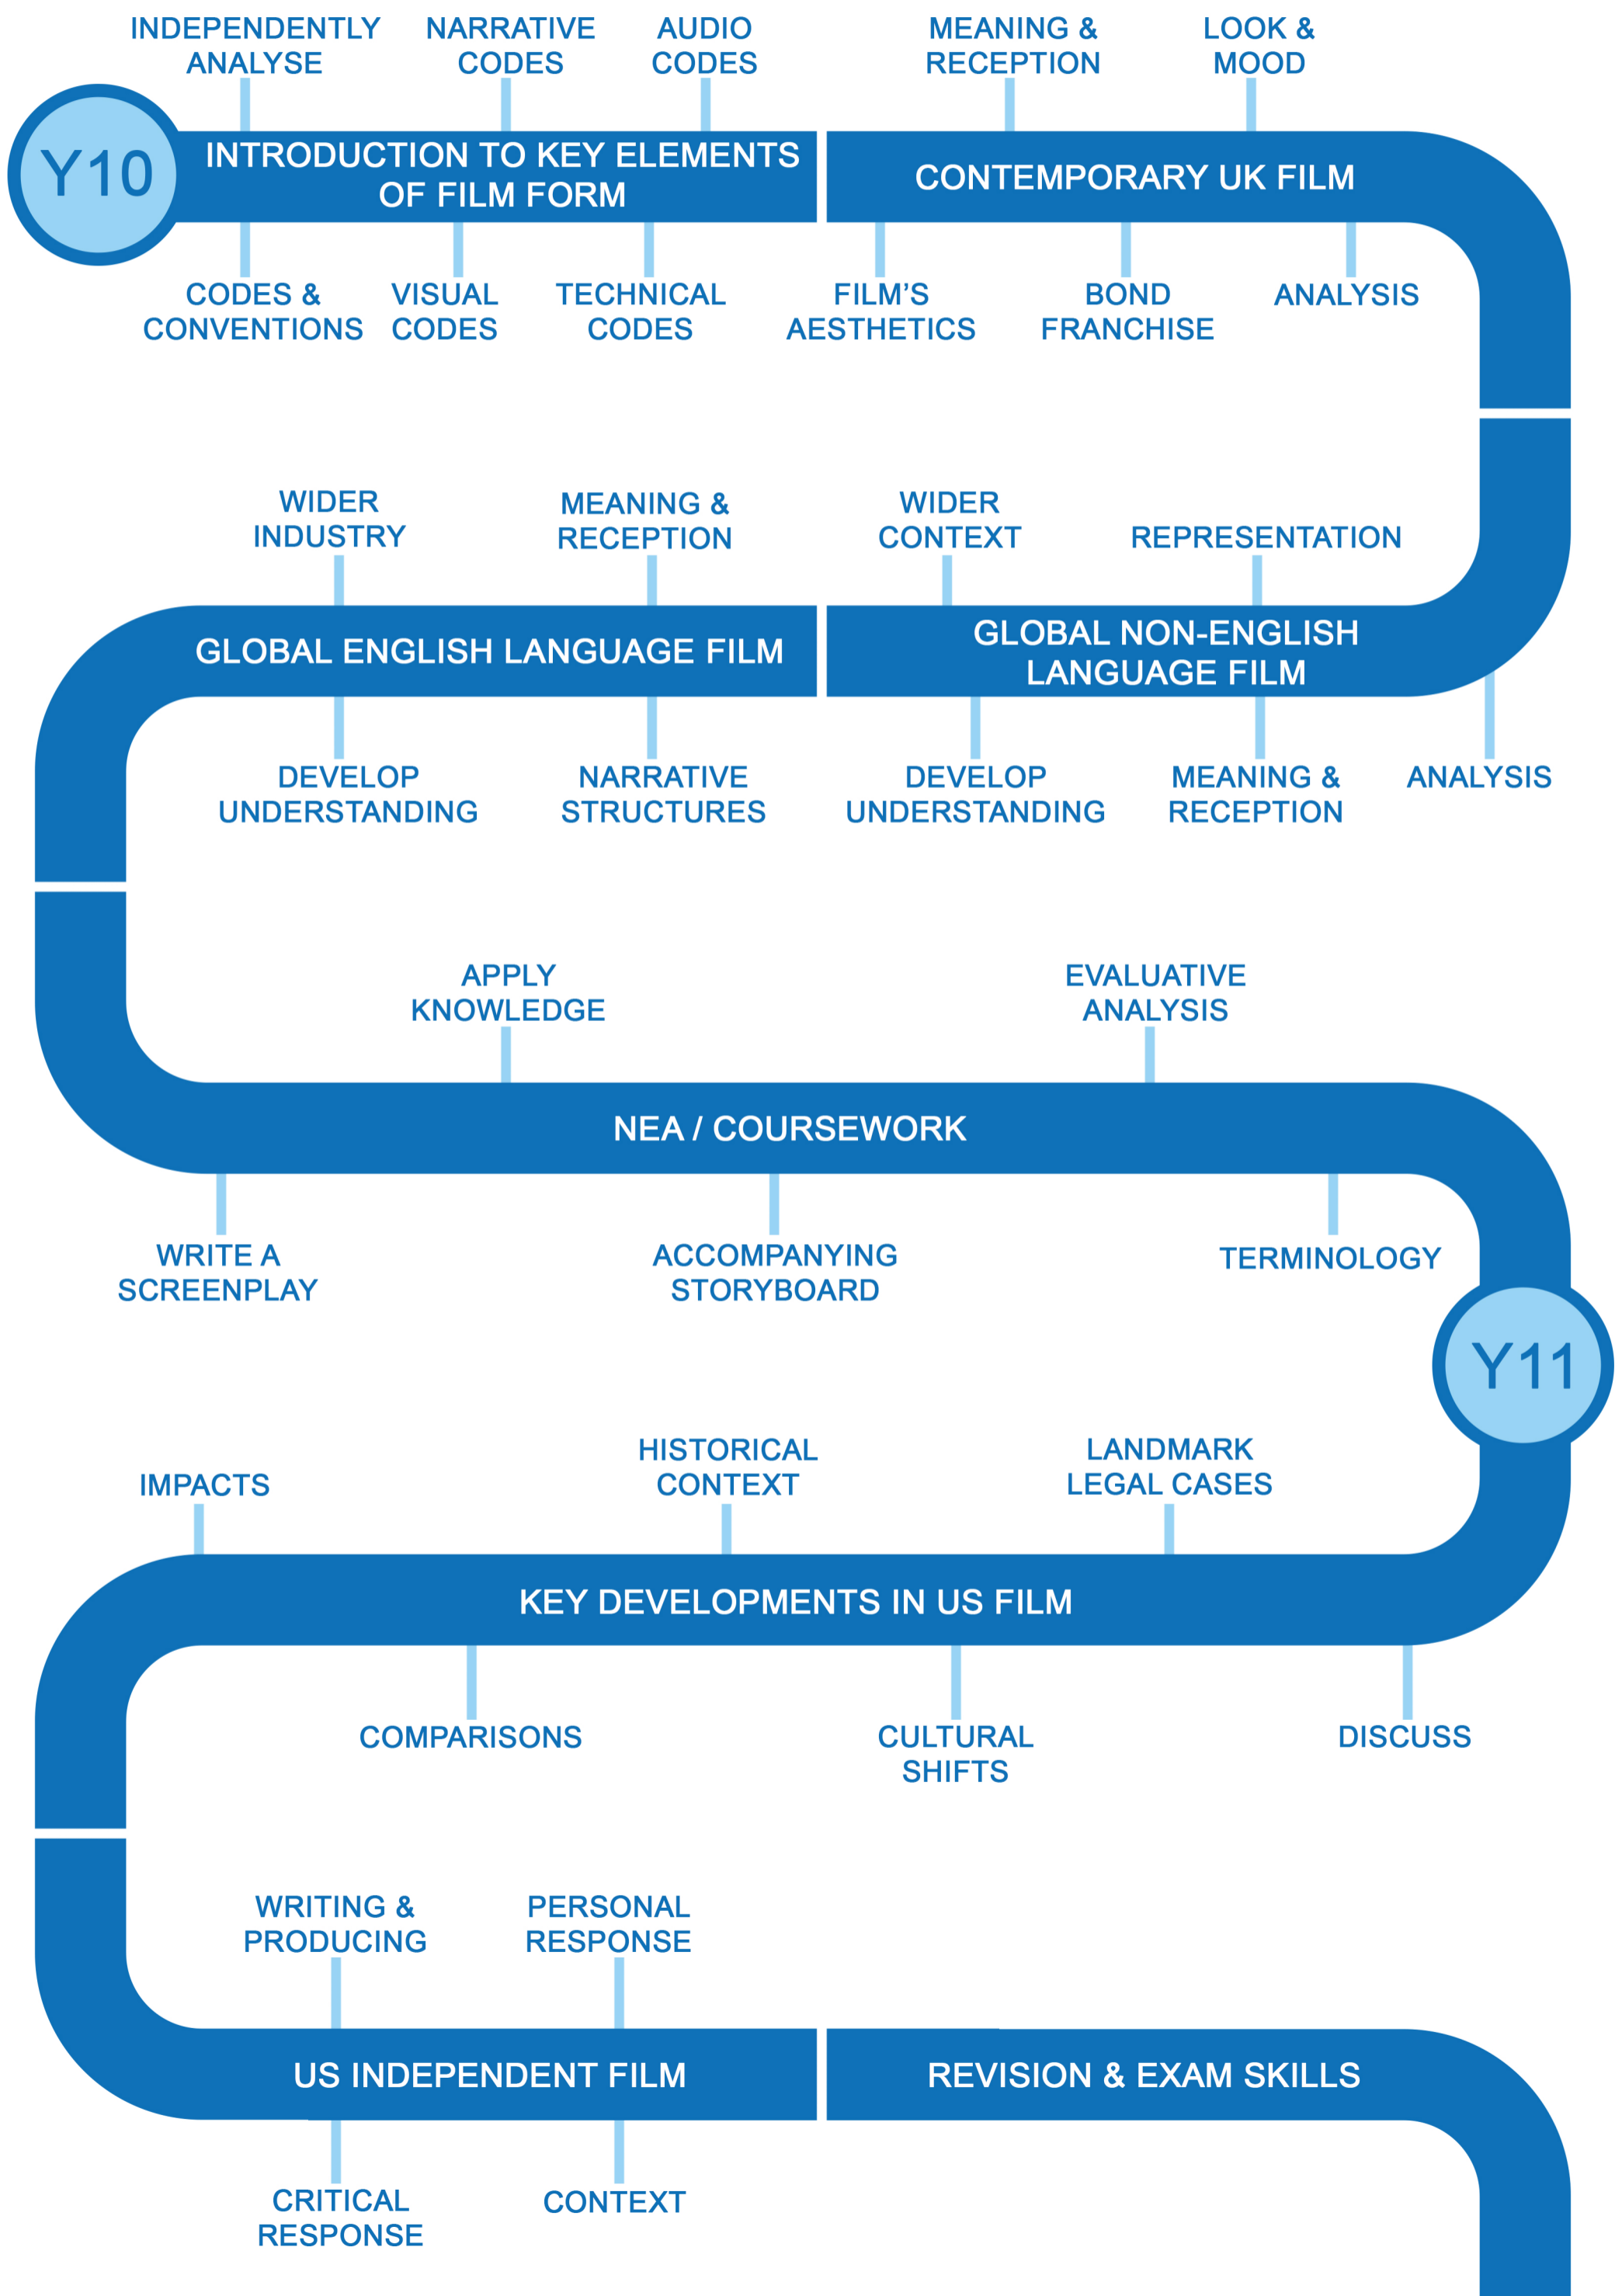 INDEPENDENTLY
ANALYSE
NARRATIVE
CODES
AUDIO
CODES
MEANING &
RECEPTION
LOOK &
MOOD
Y10
INTRODUCTION TO KEY ELEMENTS
OF FILM FORM
CONTEMPORARY UK FILM
CODES &
CONVENTIONS
VISUAL
CODES
TECHNICAL
CODES
FILM'S
AESTHETICS
BOND
FRANCHISE
ANALYSIS
WIDER
INDUSTRY
MEANING &
RECEPTION
WIDER
CONTEXT
REPRESENTATION
GLOBAL ENGLISH LANGUAGE FILM
GLOBAL NON-ENGLISH
LANGUAGE FILM
DEVELOP
UNDERSTANDING
NARRATIVE
STRUCTURES
DEVELOP
UNDERSTANDING
MEANING &
RECEPTION
ANALYSIS
APPLY
KNOWLEDGE
EVALUATIVE
ANALYSIS
NEA / COURSEWORK
WRITE A
SCREENPLAY
ACCOMPANYING
STORYBOARD
TERMINOLOGY
Y11
IMPACTS
HISTORICAL
CONTEXT
LANDMARK
LEGAL CASES
KEY DEVELOPMENTS IN US FILM
COMPARISONS
CULTURAL
SHIFTS
DISCUSS
WRITING &
PRODUCING
PERSONAL
RESPONSE
US INDEPENDENT FILM
REVISION & EXAM SKILLS
CRITICAL
RESPONSE
CONTEXT